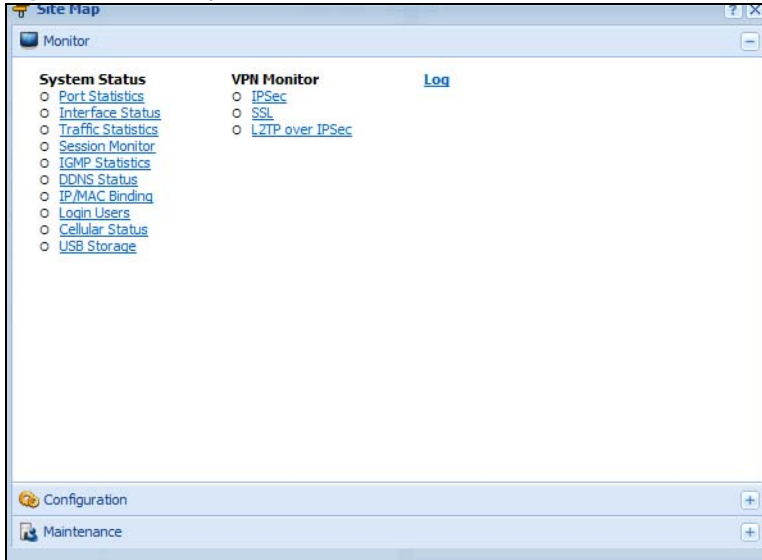 Site Map
Monitor
System Status
Port Statistics
Interface Status
Traffic Statistics
Session Monitor
IGMP Statistics
DDNS Status
IP/MAC Binding
Login Users
Cellular Status
USB Storage
VPN Monitor
IPSec
SSL
L2TP over IPSec
Log
Configuration
Maintenance